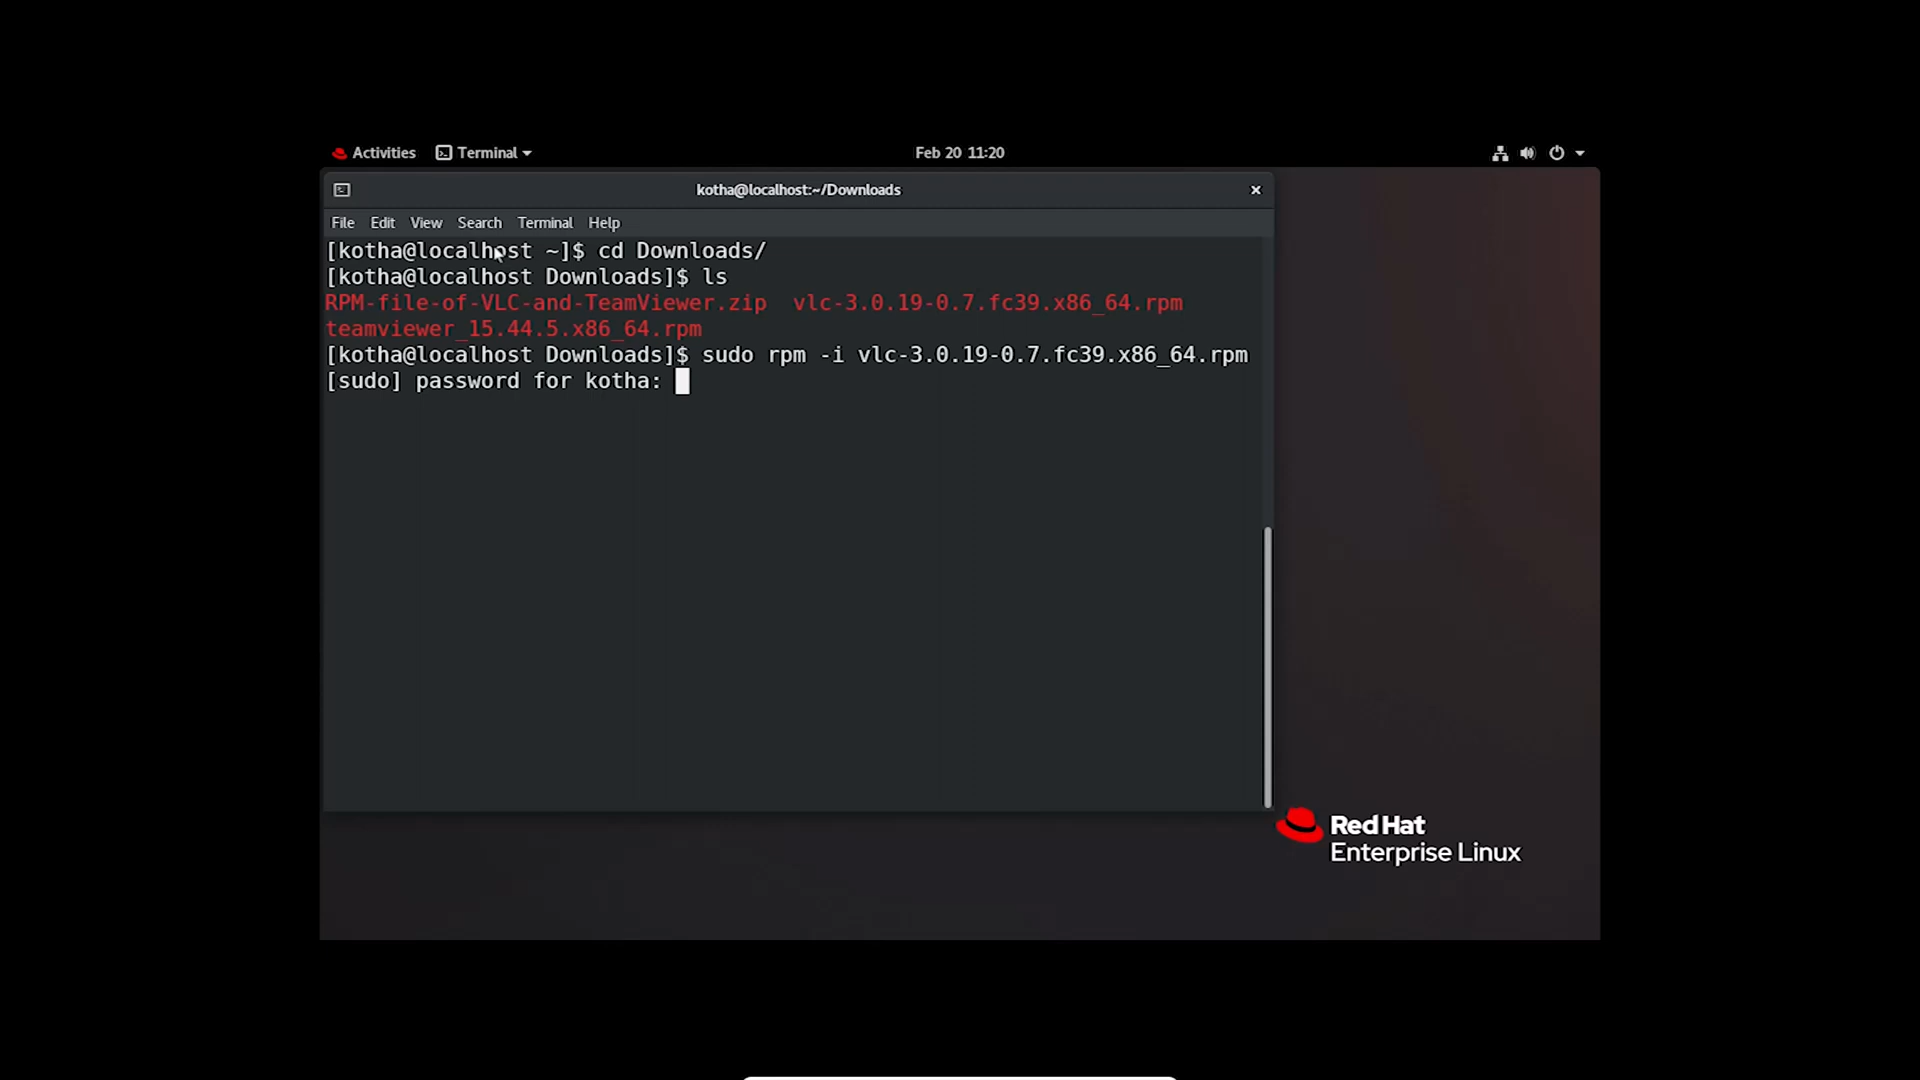 Activities Terminal Feb 20 11:20
kotha@localhost:~/Downloads
File Edit View Search Terminal Help
[kotha@localhost ~]$ cd Downloads/
[kotha@localhost Downloads]$ ls
RPM-file-of-VLC-and-TeamViewer.zip vlc-3.0.19-0.7.fc39.x86_64.rpm
teamviewer_15.44.5.x86_64.rpm
[kotha@localhost Downloads]$ sudo rpm -i vlc-3.0.19-0.7.fc39.x86_64.rpm
[sudo] password for kotha:
Red Hat
Enterprise Linux